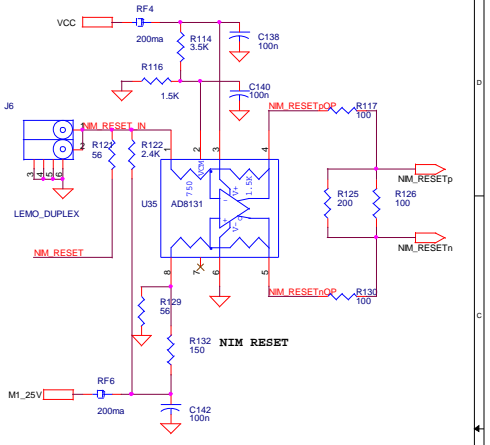 RF4
VCC
200ma
R114
3.5K
C138
100n
R116
1.5K
C140
100n
J6
NIM_RESET_IN
NIM_RESETpOP
R117
100
R121
56
R122
2.4K
1
2
3
4
1
2
3
4
5
6
VCM
750
1.5K
V+
V-
U35
AD8131
R125
200
R126
100
NIM_RESETp
NIM_RESETn
LEMO_DUPLEX
NIM_RESET
8
7
6
5
NIM_RESETnOP
R130
100
R129
56
R132
150
NIM RESET
RF6
M1_25V
200ma
C142
100n
D
C